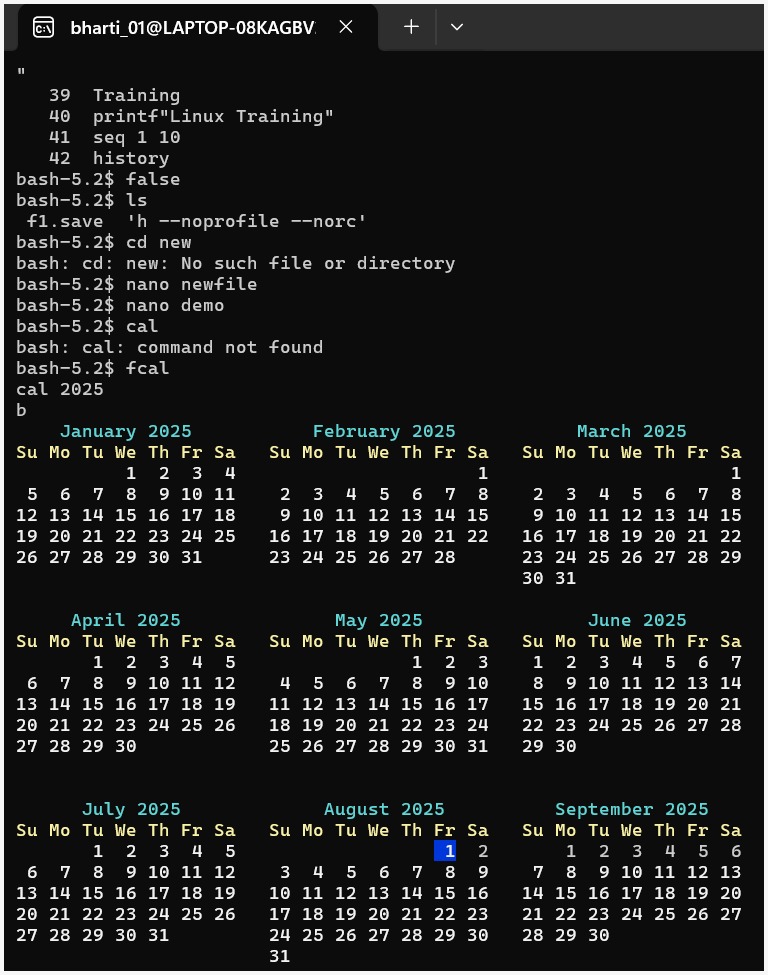 bharti_01@LAPTOP-08KAGBV
"
   39  Training
   40  printf"Linux Training"
   41  seq 1 10
   42  history
bash-5.2$ false
bash-5.2$ ls
 f1.save  'h --noprofile --norc'
bash-5.2$ cd new
bash: cd: new: No such file or directory
bash-5.2$ nano newfile
bash-5.2$ nano demo
bash-5.2$ cal
bash: cal: command not found
bash-5.2$ fcal
cal 2025
b
    January 2025           February 2025           March 2025
Su Mo Tu We Th Fr Sa   Su Mo Tu We Th Fr Sa   Su Mo Tu We Th Fr Sa
          1  2  3  4                      1                      1
 5  6  7  8  9 10 11    2  3  4  5  6  7  8    2  3  4  5  6  7  8
12 13 14 15 16 17 18    9 10 11 12 13 14 15    9 10 11 12 13 14 15
19 20 21 22 23 24 25   16 17 18 19 20 21 22   16 17 18 19 20 21 22
26 27 28 29 30 31      23 24 25 26 27 28      23 24 25 26 27 28 29
                                              30 31
     April 2025              May 2025               June 2025
Su Mo Tu We Th Fr Sa   Su Mo Tu We Th Fr Sa   Su Mo Tu We Th Fr Sa
       1  2  3  4  5                1  2  3    1  2  3  4  5  6  7
 6  7  8  9 10 11 12    4  5  6  7  8  9 10    8  9 10 11 12 13 14
13 14 15 16 17 18 19   11 12 13 14 15 16 17   15 16 17 18 19 20 21
20 21 22 23 24 25 26   18 19 20 21 22 23 24   22 23 24 25 26 27 28
27 28 29 30            25 26 27 28 29 30 31   29 30
      July 2025             August 2025          September 2025
Su Mo Tu We Th Fr Sa   Su Mo Tu We Th Fr Sa   Su Mo Tu We Th Fr Sa
       1  2  3  4  5                   1  2       1  2  3  4  5  6
 6  7  8  9 10 11 12    3  4  5  6  7  8  9    7  8  9 10 11 12 13
13 14 15 16 17 18 19   10 11 12 13 14 15 16   14 15 16 17 18 19 20
20 21 22 23 24 25 26   17 18 19 20 21 22 23   21 22 23 24 25 26 27
27 28 29 30 31         24 25 26 27 28 29 30   28 29 30
                       31